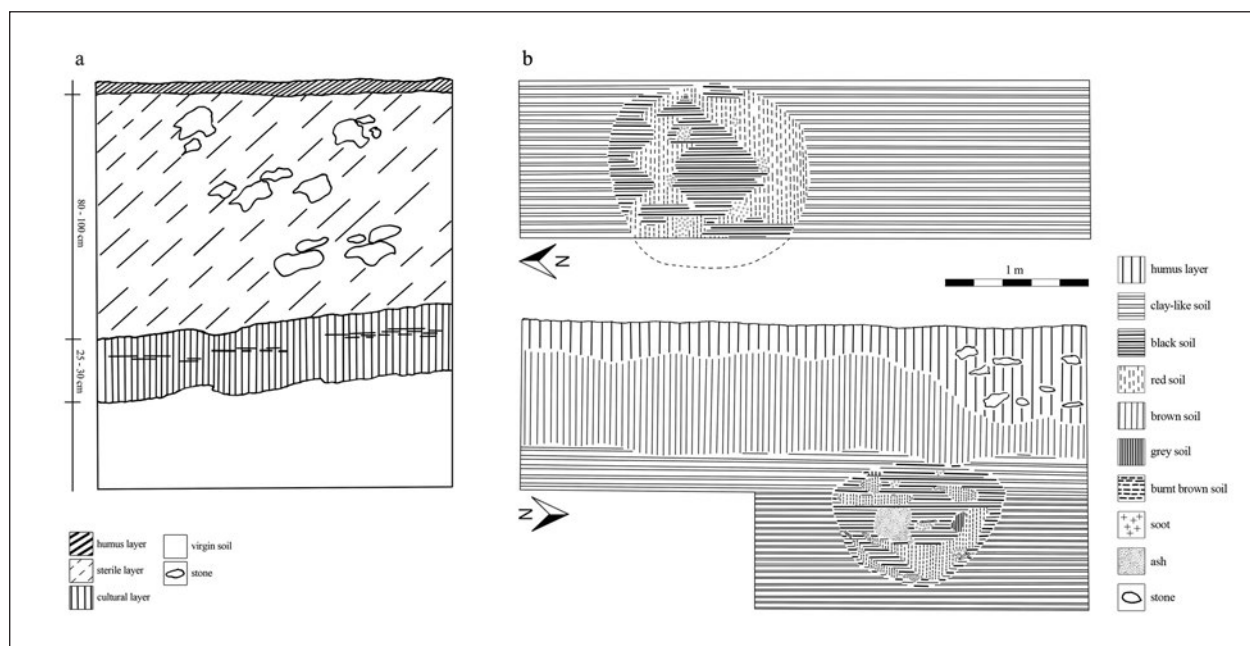 a
80 - 100 cm
25 - 30 cm
humus layer
sterile layer
cultural layer
virgin soil
stone
b
N
1 m
N
humus layer
clay-like soil
black soil
red soil
brown soil
grey soil
burnt brown soil
soot
ash
stone